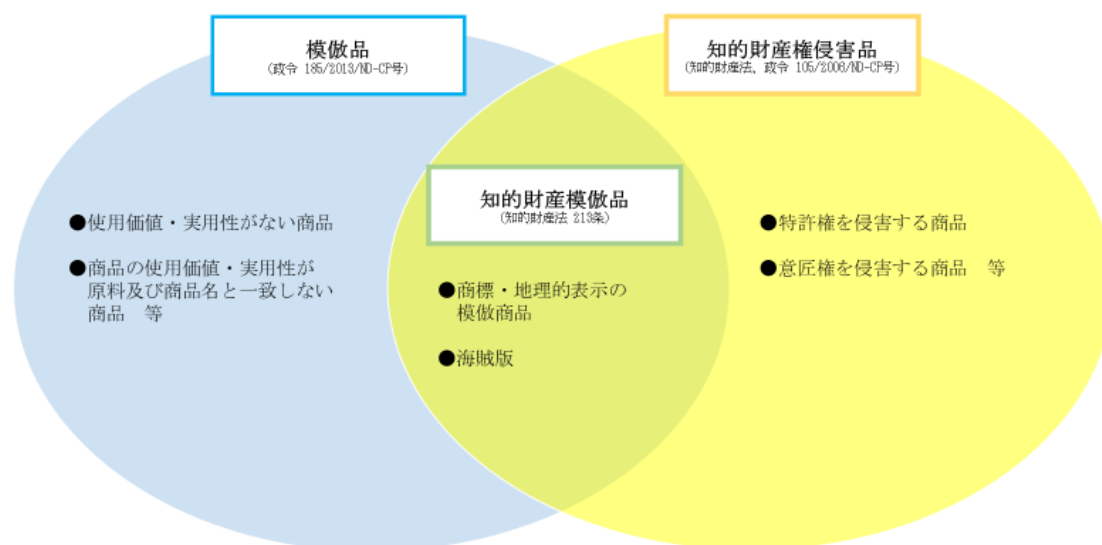 模倣品
(政令 185/2013/ND-CP号)
知的財産権侵害品
(知的財産法、政令 105/2006/ND-CP号)
知的財産模倣品
(知的財産法 213条)
●使用価値・実用性がない商品
●商品の使用価値・実用性が
原料及び商品名と一致しない
商品　等
●商標・地理的表示の
模倣商品
●海賊版
●特許権を侵害する商品
●意匠権を侵害する商品　等